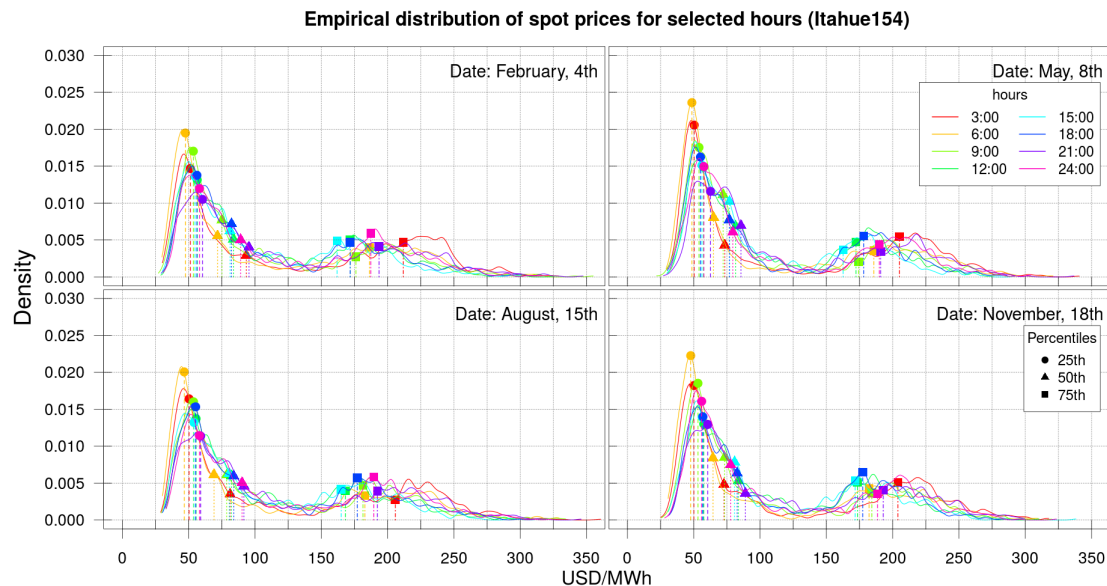 Empirical distribution of spot prices for selected hours (Itahue154)
Density
0.030
0.025
0.020
0.015
0.010
0.005
0.000
Date: February, 4th
Date: May, 8th
hours
3:00 15:00
6:00 18:00
9:00 21:00
12:00 24:00
0.030
0.025
0.020
0.015
0.010
0.005
0.000
Date: August, 15th
Date: November, 18th
Percentiles
25th
50th
75th
0 50 100 150 200 250 300 350 0 50 100 150 200 250 300 350
USD/MWh